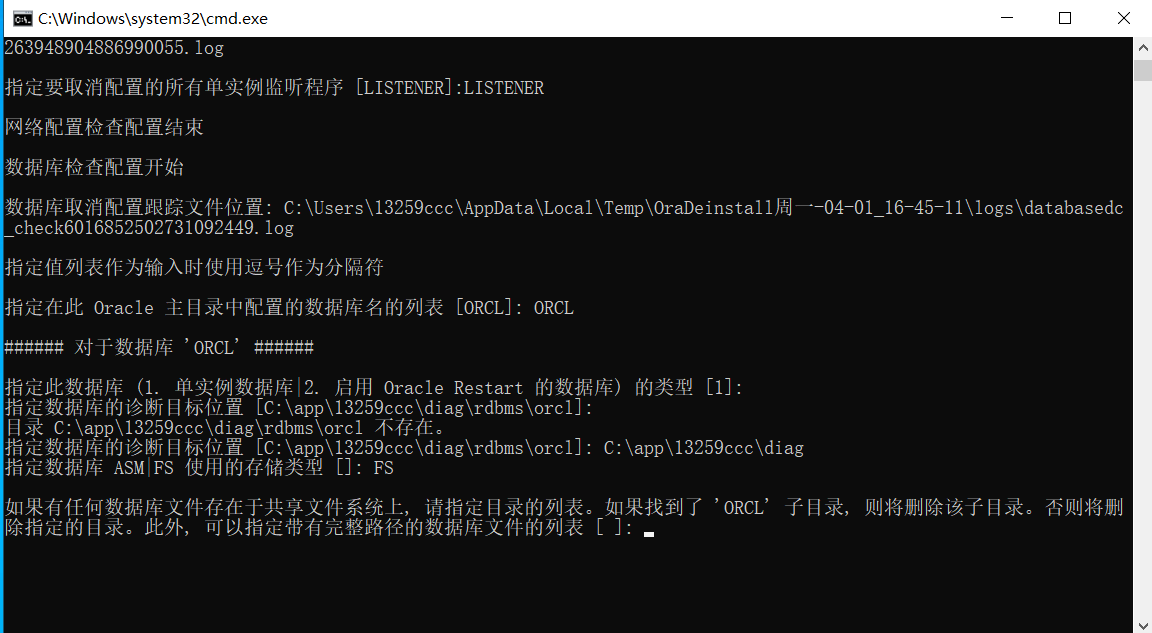 C:\Windows\system32\cmd.exe
263948904886990055.log
指定要取消配置的所有单实例监听程序 [LISTENER]:LISTENER
网络配置检查配置结束
数据库检查配置开始
数据库取消配置跟踪文件位置: C:\Users\13259ccc\AppData\Local\Temp\OraDeinstall周一-04-01_16-45-11\logs\databasedc
_check6016852502731092449.log
指定值列表作为输入时使用逗号作为分隔符
指定在此 Oracle 主目录中配置的数据库名的列表 [ORCL]: ORCL
###### 对于数据库 'ORCL' ######
指定此数据库 (1. 单实例数据库|2. 启用 Oracle Restart 的数据库) 的类型 [1]:
指定数据库的诊断目标位置 [C:\app\13259ccc\diag\rdbms\orcl]:
目录 C:\app\13259ccc\diag\rdbms\orcl 不存在。
指定数据库的诊断目标位置 [C:\app\13259ccc\diag\rdbms\orcl]: C:\app\13259ccc\diag
指定数据库 ASM|FS 使用的存储类型 []: FS
如果有任何数据库文件存在于共享文件系统上, 请指定目录的列表。如果找到了 'ORCL' 子目录, 则将删除该子目录。否则将删
除指定的目录。此外, 可以指定带有完整路径的数据库文件的列表 [ ]: